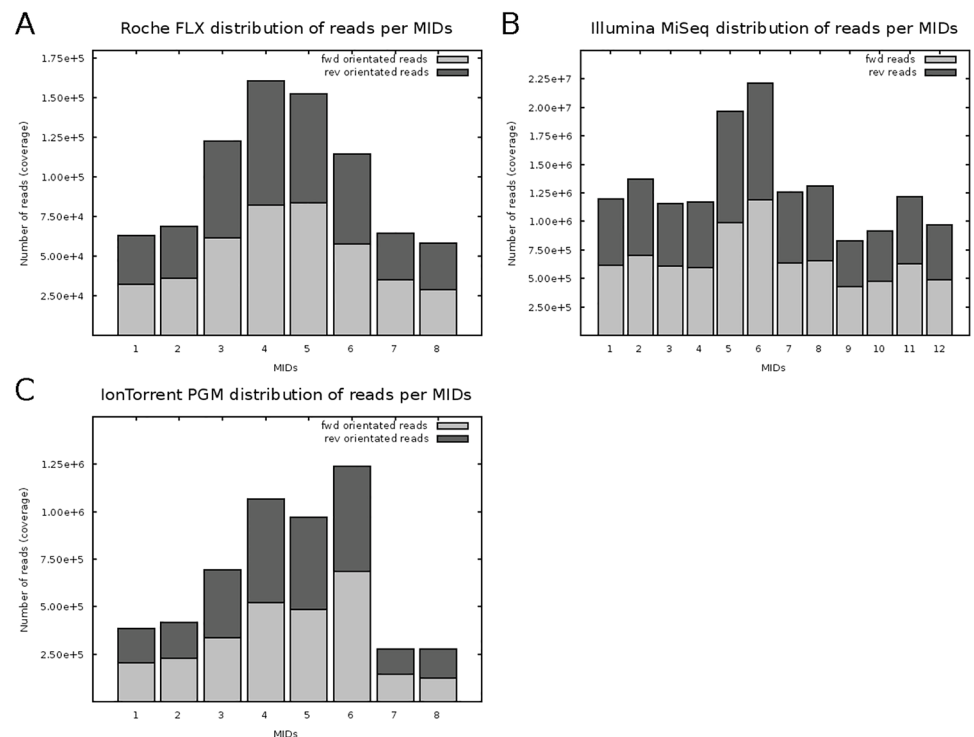 A
Roche FLX distribution of reads per MIDs
fwd orientated reads
rev orientated reads
Number of reads (coverage)
1.75e+5
1.50e+5
1.25e+5
1.00e+5
7.50e+4
5.00e+4
2.50e+4
1 2 3 4 5 6 7 8
MIDs
B
Illumina MiSeq distribution of reads per MIDs
fwd reads
rev reads
Number of reads (coverage)
2.25e+7
2.00e+7
1.75e+6
1.50e+6
1.25e+6
1.00e+6
7.50e+5
5.00e+5
2.50e+5
1 2 3 4 5 6 7 8 9 10 11 12
MIDs
C
IonTorrent PGM distribution of reads per MIDs
fwd orientated reads
rev orientated reads
Number of reads (coverage)
1.25e+6
1.00e+6
7.50e+5
5.00e+5
2.50e+5
1 2 3 4 5 6 7 8
MIDs